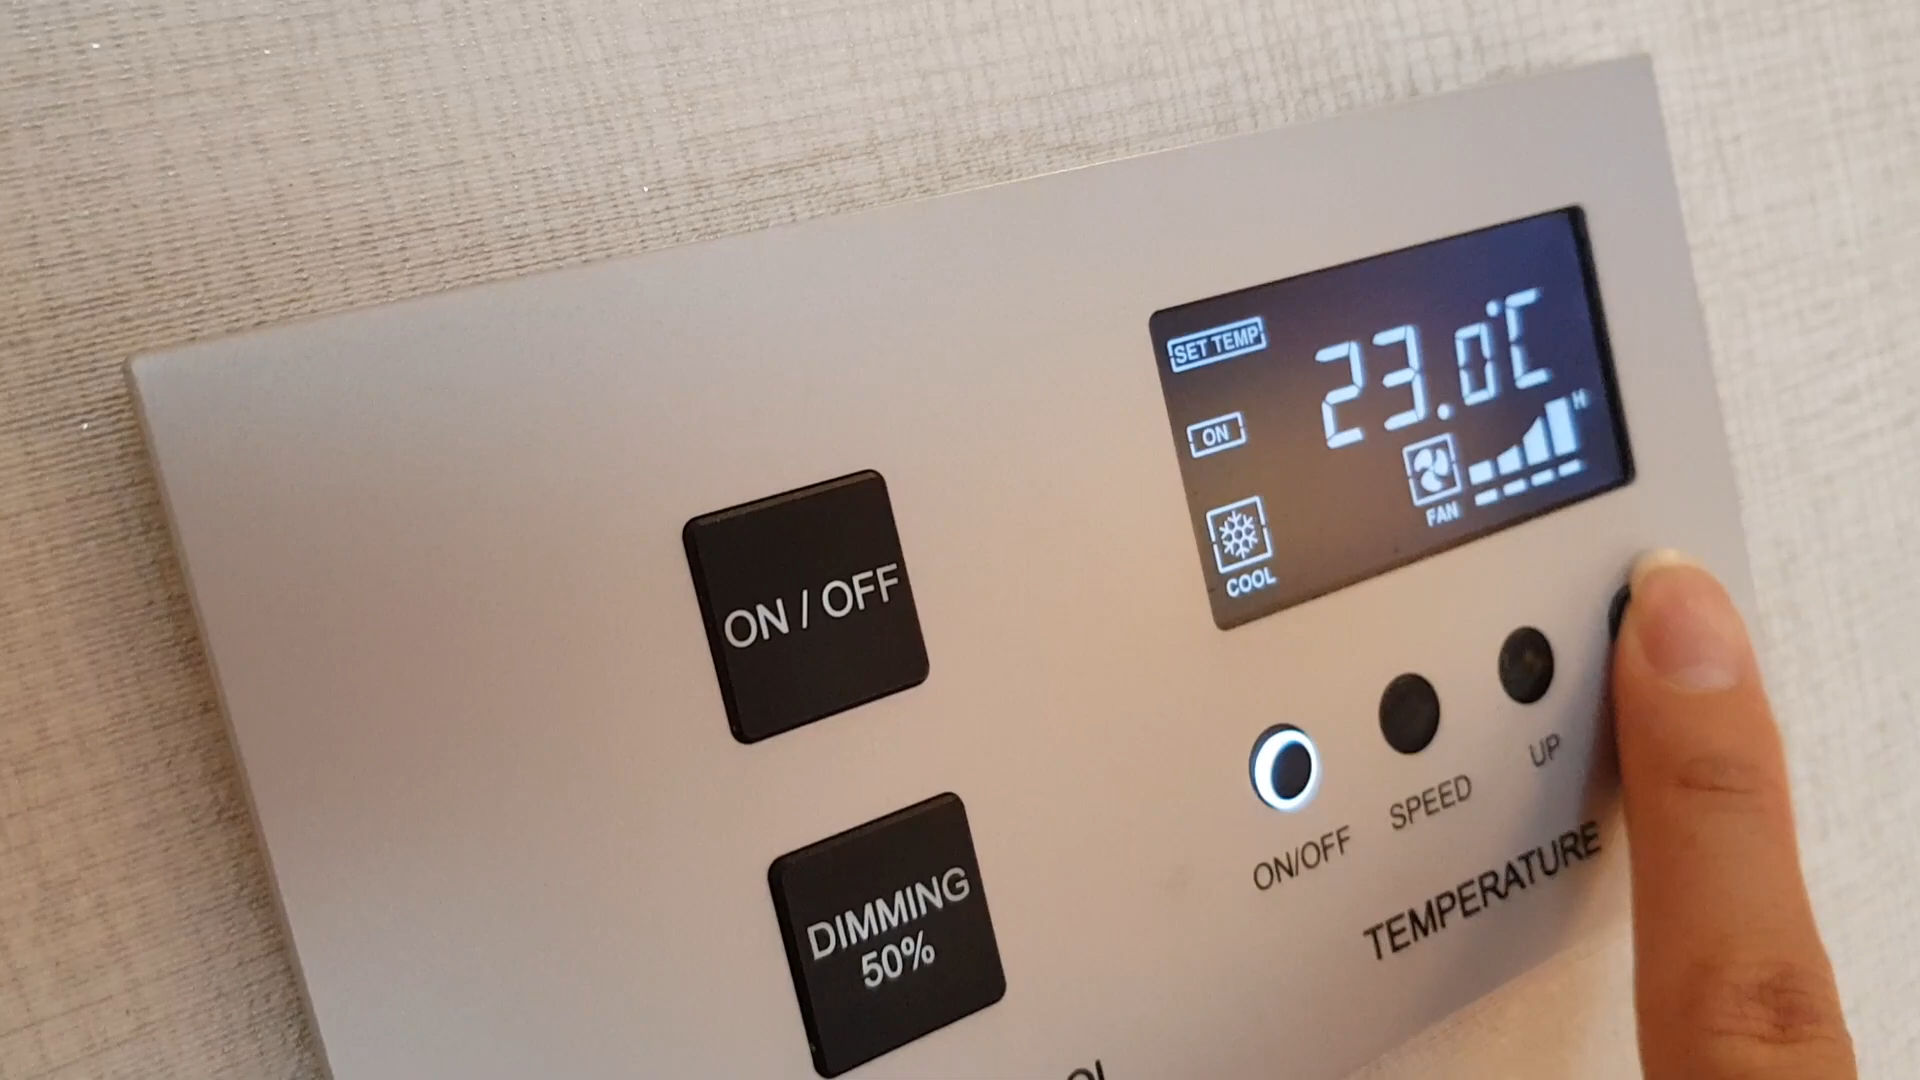 SET TEMP
23.0°C
ON
H
FAN
COOL
ON / OFF
DIMMING
50%
ON/OFF
SPEED
UP
TEMPERATURE